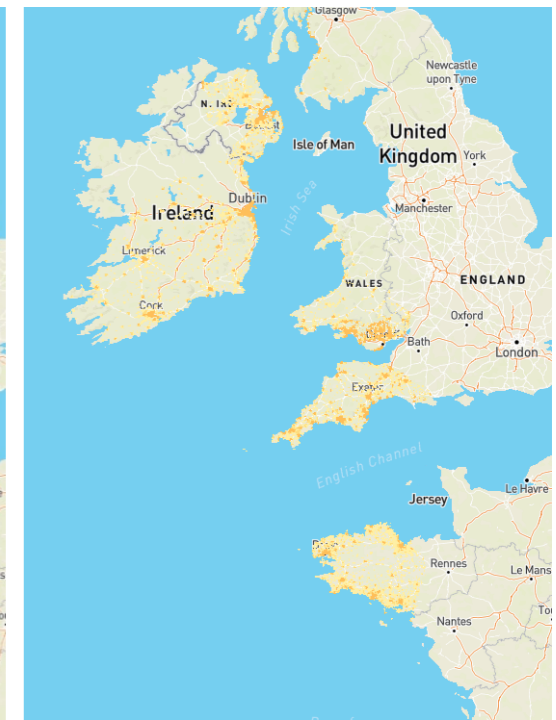 Glasgow
Newcastle
upon Tyne
Isle of Man
United
Kingdom
York
Irish Sea
Dublin
Ireland
Manchester
Limerick
WALES
ENGLAND
Cork
Oxford
Bath
London
Exeter
English Channel
Jersey
Le Havre
Rennes
Le Mans
Nantes